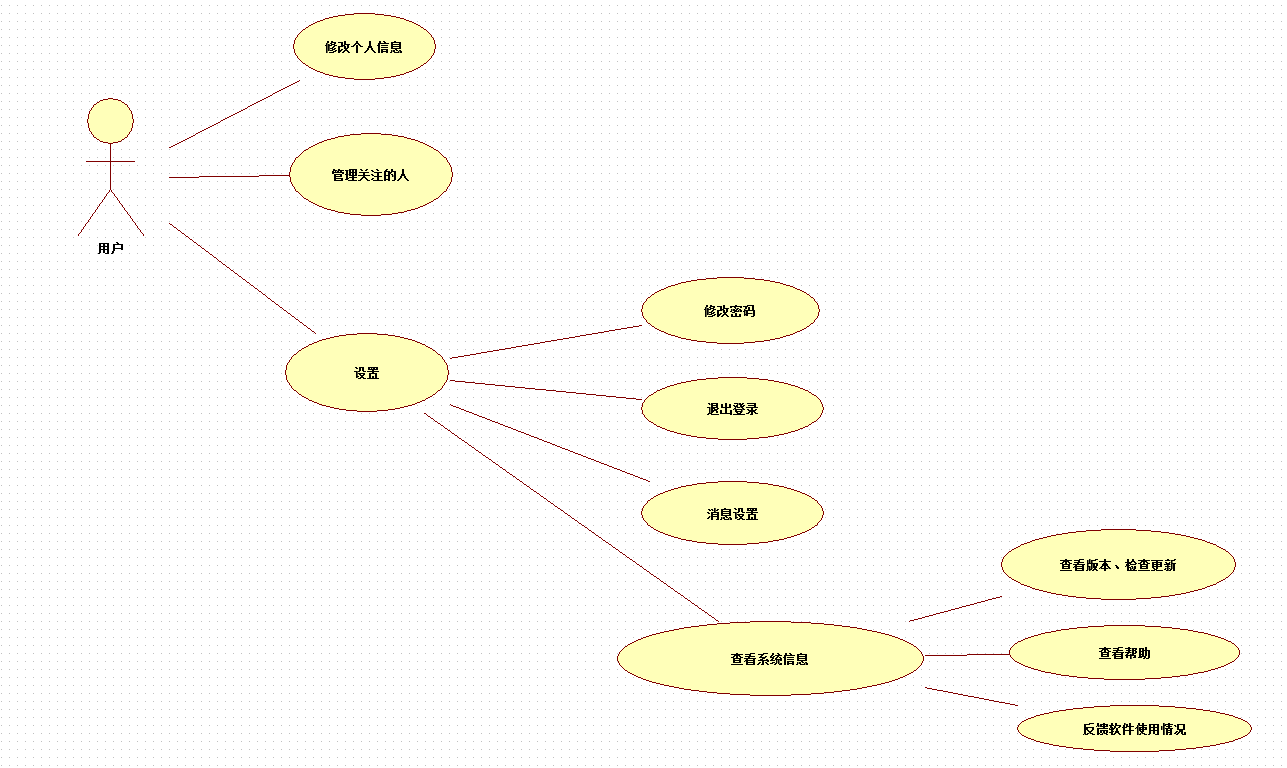 修改个人信息
管理关注的人
用户
修改密码
设置
退出登录
消息设置
查看版本、检查更新
查看系统信息
查看帮助
反馈软件使用情况